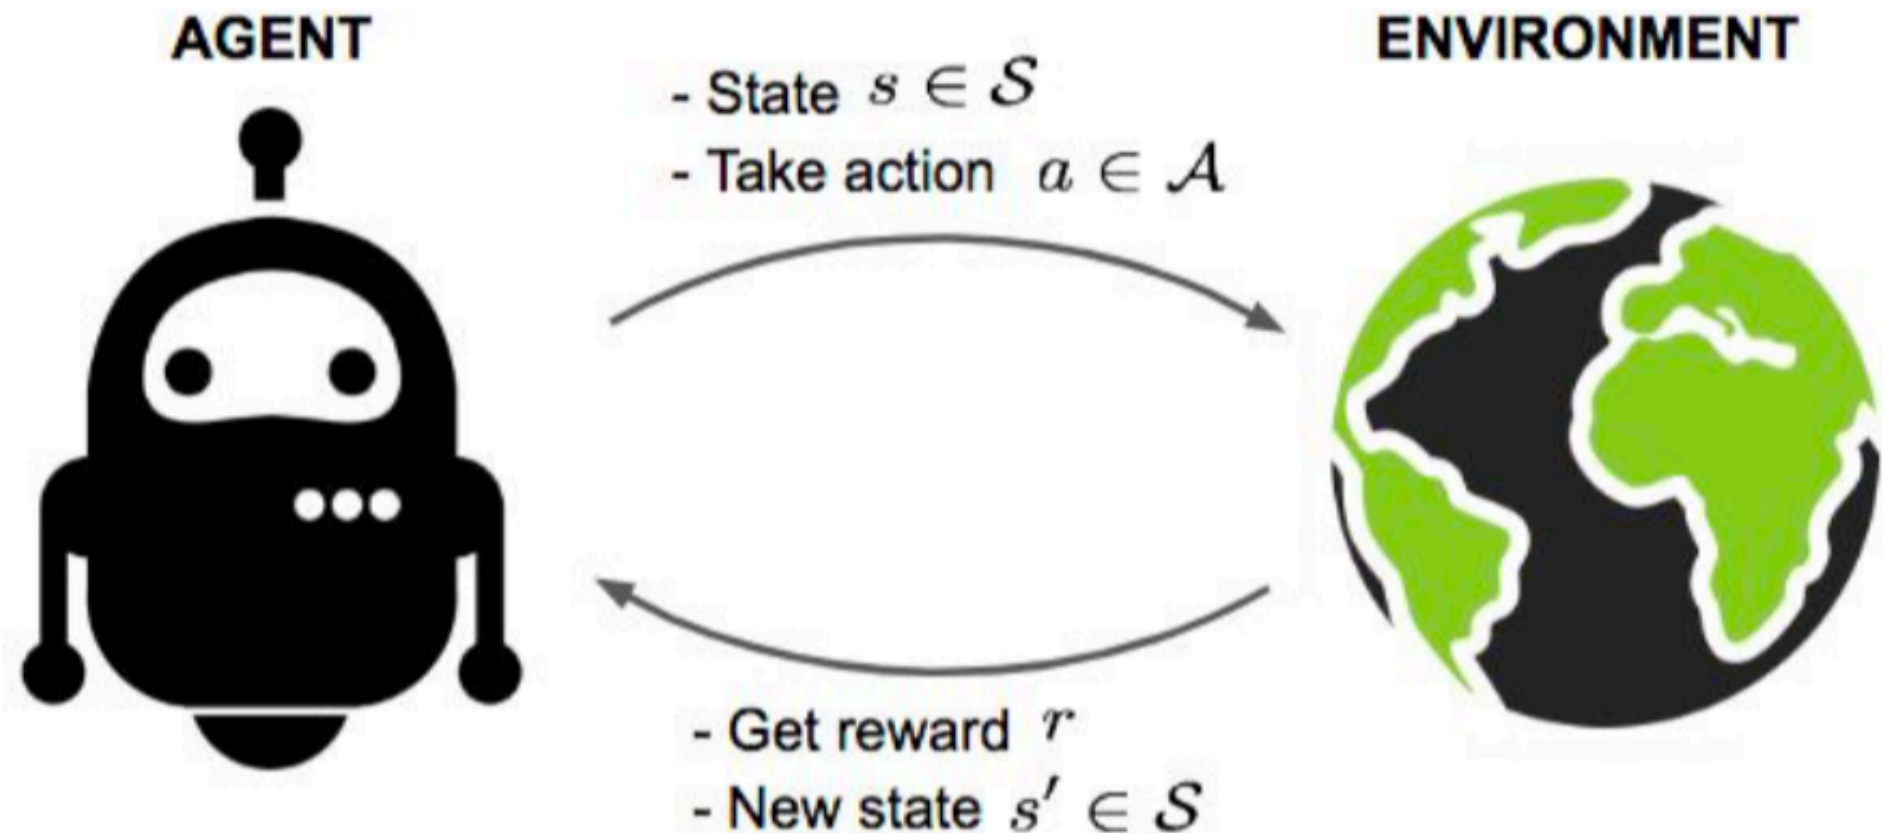 AGENT
ENVIRONMENT
- State s ∈ 𝒮
- Take action a ∈ 𝒜
- Get reward r
- New state s′ ∈ 𝒮